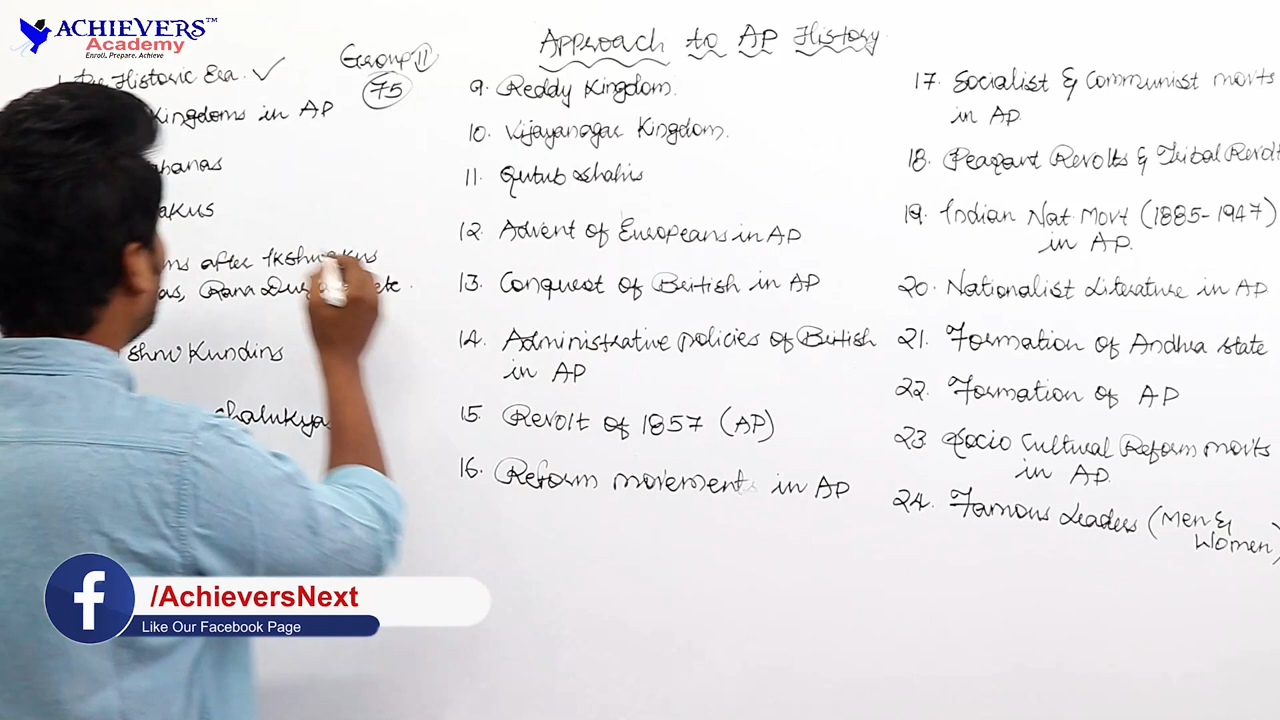 ACHIEVERS™
Academy
Enroll, Prepare, Achieve
Approach to AP History
Group II
75
Historic Era. ✓
Kingdoms in AP
after
etc.
Kundins
chalukya
9. Reddy Kingdom.
10. Vijayanagar Kingdom.
11. Qutub Shahis
12. Advent of Europeans in AP
13. Conquest of British in AP
14. Administrative policies of British
in AP
15. Revolt of 1857 (AP)
16. Reform movements in AP
17. Socialist & Communist movts
in AP
18. Peasant Revolts & Tribal Revolt
19. Indian Nat. Movt (1885-1947)
in AP.
20. Nationalist Literature in AP
21. Formation of Andhra state
22. Formation of AP
23 Socio Cultural Reform movts
in AP.
24. Famous Leaders (Men &
Women)
f
/AchieversNext
Like Our Facebook Page